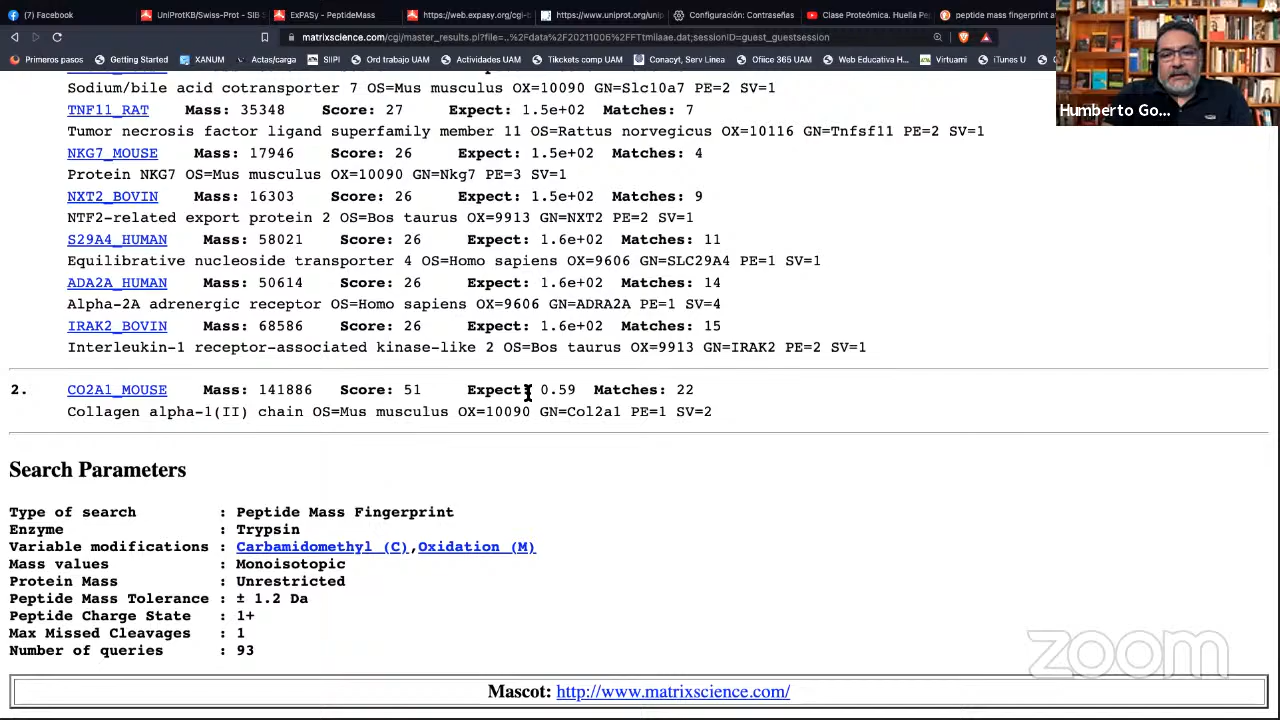 Facebook
UniProtKB/Swiss-Prot - SIB S
ExPASy - PeptideMass
https://web.expasy.org/cgi-b
https://www.uniprot.org/unip
Configuración: Contraseñas
Clase Proteómica. Huella Pe
peptide mass fingerprint at
matrixscience.com/cgi/master_results.pl?file=..%2Fdata%2F20211006%2FFTtmliaae.dat;sessionID=guest_guestsession
Primeros pasos
Getting Started
XANUM
Actas/carga
SIIPI
Ord trabajo UAM
Actividades UAM
Tikckets comp UAM
Conacyt, Serv Linea
Ofiice 365 UAM
Web Educativa H...
Virtuami
iTunes U
Sodium/bile acid cotransporter 7 OS=Mus musculus OX=10090 GN=Slc10a7 PE=2 SV=1
TNF11_RAT Mass: 35348 Score: 27 Expect: 1.5e+02 Matches: 7
Tumor necrosis factor ligand superfamily member 11 OS=Rattus norvegicus OX=10116 GN=Tnfsf11 PE=2 SV=1
NKG7_MOUSE Mass: 17946 Score: 26 Expect: 1.5e+02 Matches: 4
Protein NKG7 OS=Mus musculus OX=10090 GN=Nkg7 PE=3 SV=1
NXT2_BOVIN Mass: 16303 Score: 26 Expect: 1.5e+02 Matches: 9
NTF2-related export protein 2 OS=Bos taurus OX=9913 GN=NXT2 PE=2 SV=1
S29A4_HUMAN Mass: 58021 Score: 26 Expect: 1.6e+02 Matches: 11
Equilibrative nucleoside transporter 4 OS=Homo sapiens OX=9606 GN=SLC29A4 PE=1 SV=1
ADA2A_HUMAN Mass: 50614 Score: 26 Expect: 1.6e+02 Matches: 14
Alpha-2A adrenergic receptor OS=Homo sapiens OX=9606 GN=ADRA2A PE=1 SV=4
IRAK2_BOVIN Mass: 68586 Score: 26 Expect: 1.6e+02 Matches: 15
Interleukin-1 receptor-associated kinase-like 2 OS=Bos taurus OX=9913 GN=IRAK2 PE=2 SV=1
2. CO2A1_MOUSE Mass: 141886 Score: 51 Expect: 0.59 Matches: 22
Collagen alpha-1(II) chain OS=Mus musculus OX=10090 GN=Col2a1 PE=1 SV=2
Search Parameters
Type of search : Peptide Mass Fingerprint
Enzyme : Trypsin
Variable modifications : Carbamidomethyl (C),Oxidation (M)
Mass values : Monoisotopic
Protein Mass : Unrestricted
Peptide Mass Tolerance : ± 1.2 Da
Peptide Charge State : 1+
Max Missed Cleavages : 1
Number of queries : 93
Mascot: http://www.matrixscience.com/
Humberto Go...
zoom